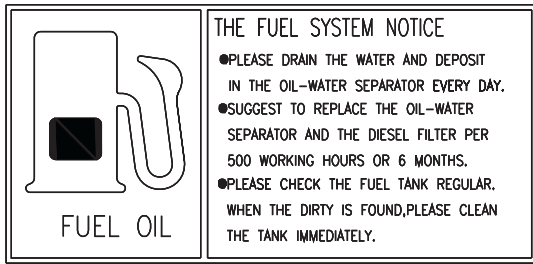 FUEL OIL
THE FUEL SYSTEM NOTICE
●PLEASE DRAIN THE WATER AND DEPOSIT
IN THE OIL-WATER SEPARATOR EVERY DAY.
●SUGGEST TO REPLACE THE OIL-WATER
SEPARATOR AND THE DIESEL FILTER PER
500 WORKING HOURS OR 6 MONTHS.
●PLEASE CHECK THE FUEL TANK REGULAR.
WHEN THE DIRTY IS FOUND,PLEASE CLEAN
THE TANK IMMEDIATELY.